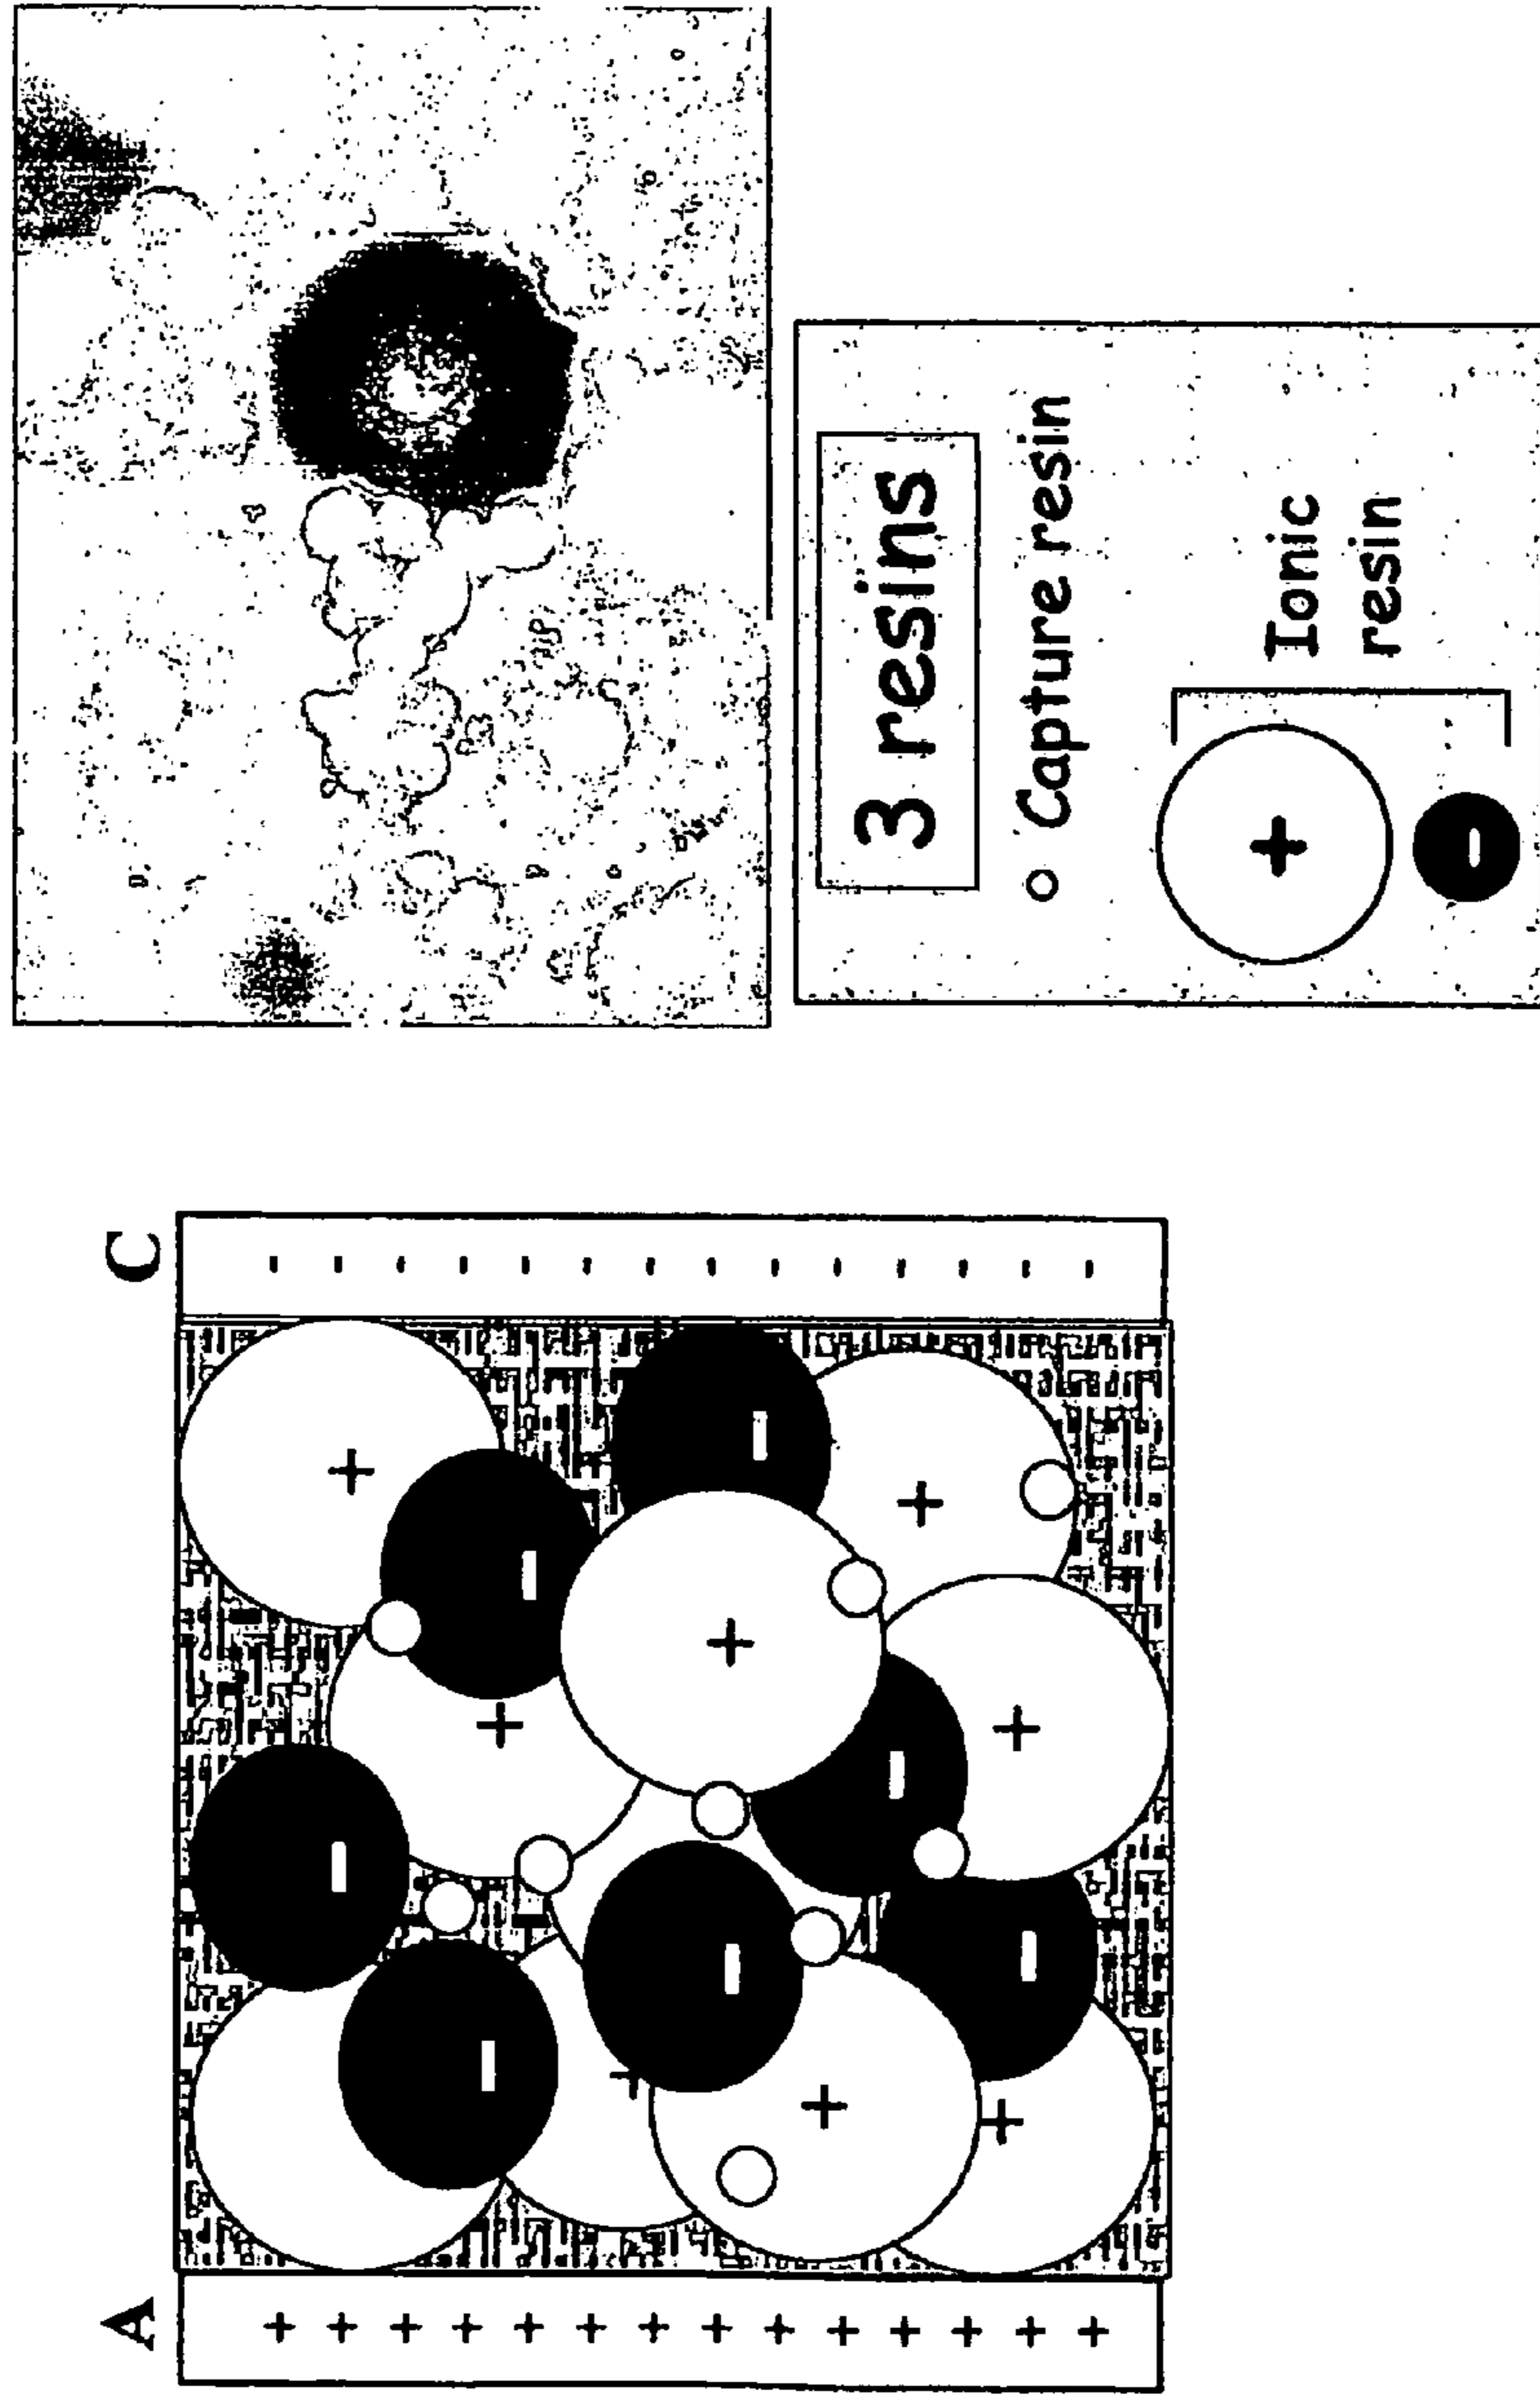 A
C
3 resins
Capture resin
+
Ionic
resin
-